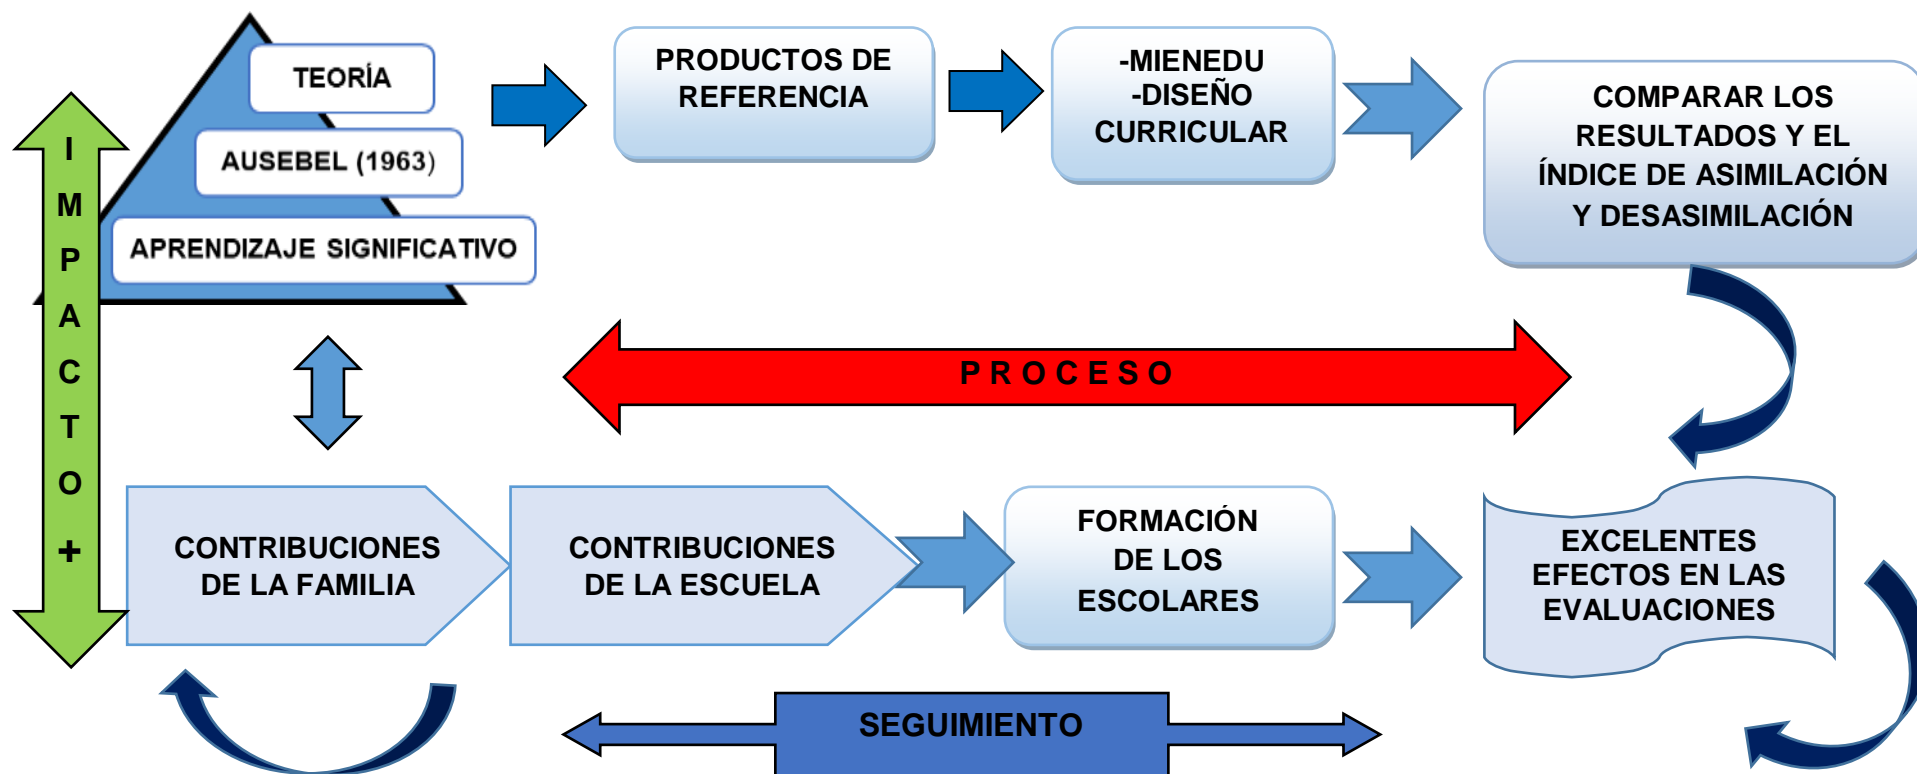 TEORÍA
AUSEBEL (1963)
APRENDIZAJE SIGNIFICATIVO
PRODUCTOS DE
REFERENCIA
-MIENEDU
-DISEÑO
CURRICULAR
COMPARAR LOS
RESULTADOS Y EL
ÍNDICE DE ASIMILACIÓN
Y DESASIMILACIÓN
I
M
P
A
C
T
O
+
P R O C E S O
CONTRIBUCIONES
DE LA FAMILIA
CONTRIBUCIONES
DE LA ESCUELA
FORMACIÓN
DE LOS
ESCOLARES
EXCELENTES
EFECTOS EN LAS
EVALUACIONES
SEGUIMIENTO